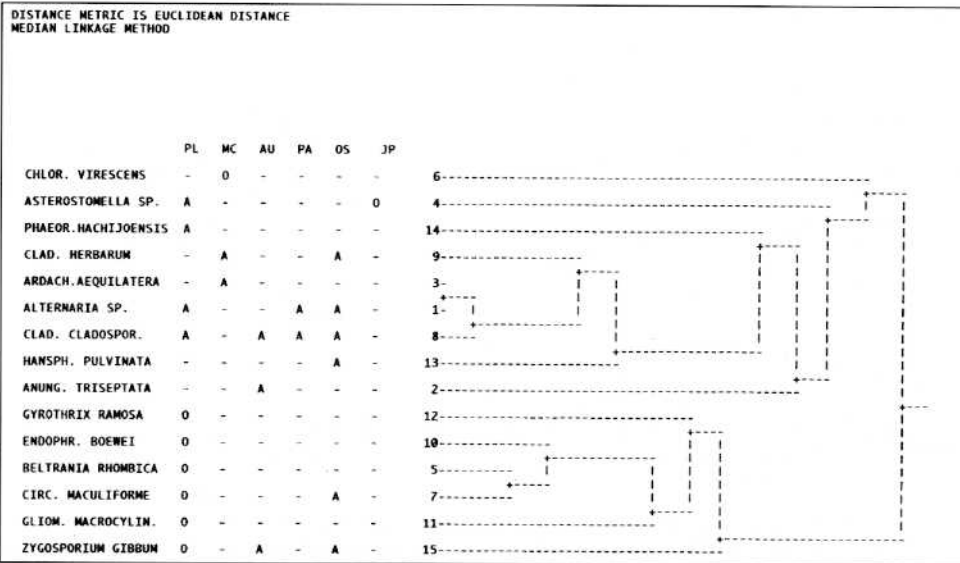 DISTANCE METRIC IS EUCLIDEAN DISTANCE
MEDIAN LINKAGE METHOD
PL MC AU PA OS JP
CHLOR. VIRESCENS - O - - - - 6
ASTEROSTOMELLA SP. A - - - - O 4
PHAEOR.HACHIJOENSIS A - - - - - 14
CLAD. HERBARUM - A - - A - 9
ARDACH.AEQUILATERA - A - - - - 3
ALTERNARIA SP. A - - A A - 1
CLAD. CLADOSPOR. A - A A A - 8
HANSPH. PULVINATA - - - - A - 13
ANUNG. TRISEPTATA - - A - - - 2
GYROTHRIX RAMOSA O - - - - - 12
ENDOPHR. BOEWEI O - - - - - 10
BELTRANIA RHOMBICA O - - - - - 5
CIRC. MACULIFORME O - - - A - 7
GLIOM. MACROCYLIN. O - - - - - 11
ZYGOSPORIUM GIBBUM O - A - A - 15